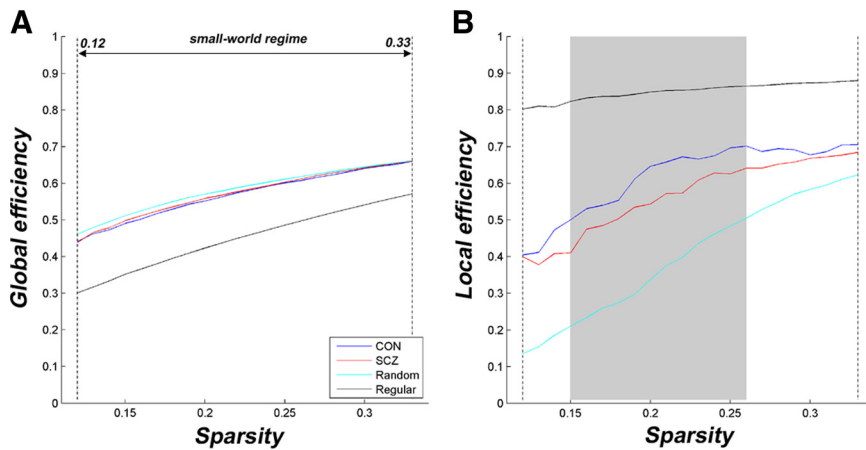 A
0.12 small-world regime 0.33
1
0.9
0.8
0.7
0.6
0.5
0.4
0.3
0.2
0.1
0
Global efficiency
CON
SCZ
Random
Regular
0.15 0.2 0.25 0.3
Sparsity
B
1
0.9
0.8
0.7
0.6
0.5
0.4
0.3
0.2
0.1
0
Local efficiency
0.15 0.2 0.25 0.3
Sparsity